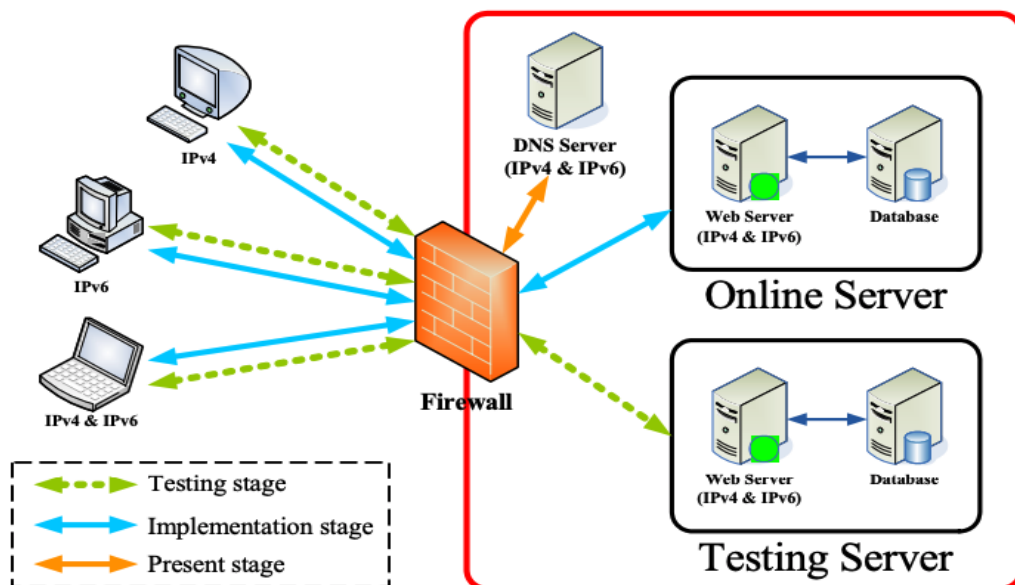 IPv4
IPv6
IPv4 & IPv6
Firewall
DNS Server
(IPv4 & IPv6)
Web Server
(IPv4 & IPv6)
Database
Online Server
Web Server
(IPv4 & IPv6)
Database
Testing Server
Testing stage
Implementation stage
Present stage